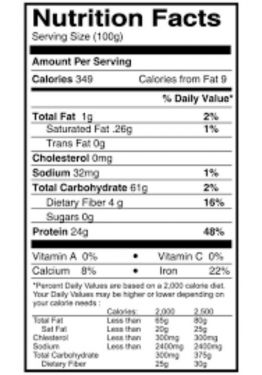 Nutrition Facts
Serving Size (100g)
Amount Per Serving
Calories 349 Calories from Fat 9
% Daily Value*
Total Fat 1g 2%
Saturated Fat .26g 1%
Trans Fat 0g
Cholesterol 0mg
Sodium 32mg 1%
Total Carbohydrate 61g 2%
Dietary Fiber 4 g 16%
Sugars 0g
Protein 24g 48%
Vitamin A 0% • Vitamin C 0%
Calcium 8% • Iron 22%
*Percent Daily Values are based on a 2,000 calorie diet.
Your Daily Values may be higher or lower depending on
your calorie needs :
Calories: 2,000 2,500
Total Fat Less than 65g 80g
Sat Fat Less than 20g 25g
Chlesterol Less than 300mg 300mg
Sodium Less than 2400mg 2400mg
Total Carbohydrate 300mg 375g
Dietary Fiber 25g 30g